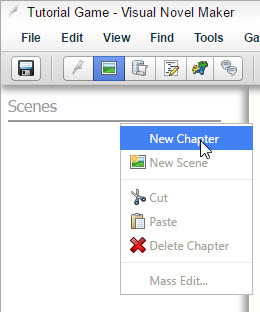 Tutorial Game - Visual Novel Maker
File Edit View Find Tools Ga
Scenes
New Chapter
New Scene
Cut
Paste
Delete Chapter
Mass Edit...